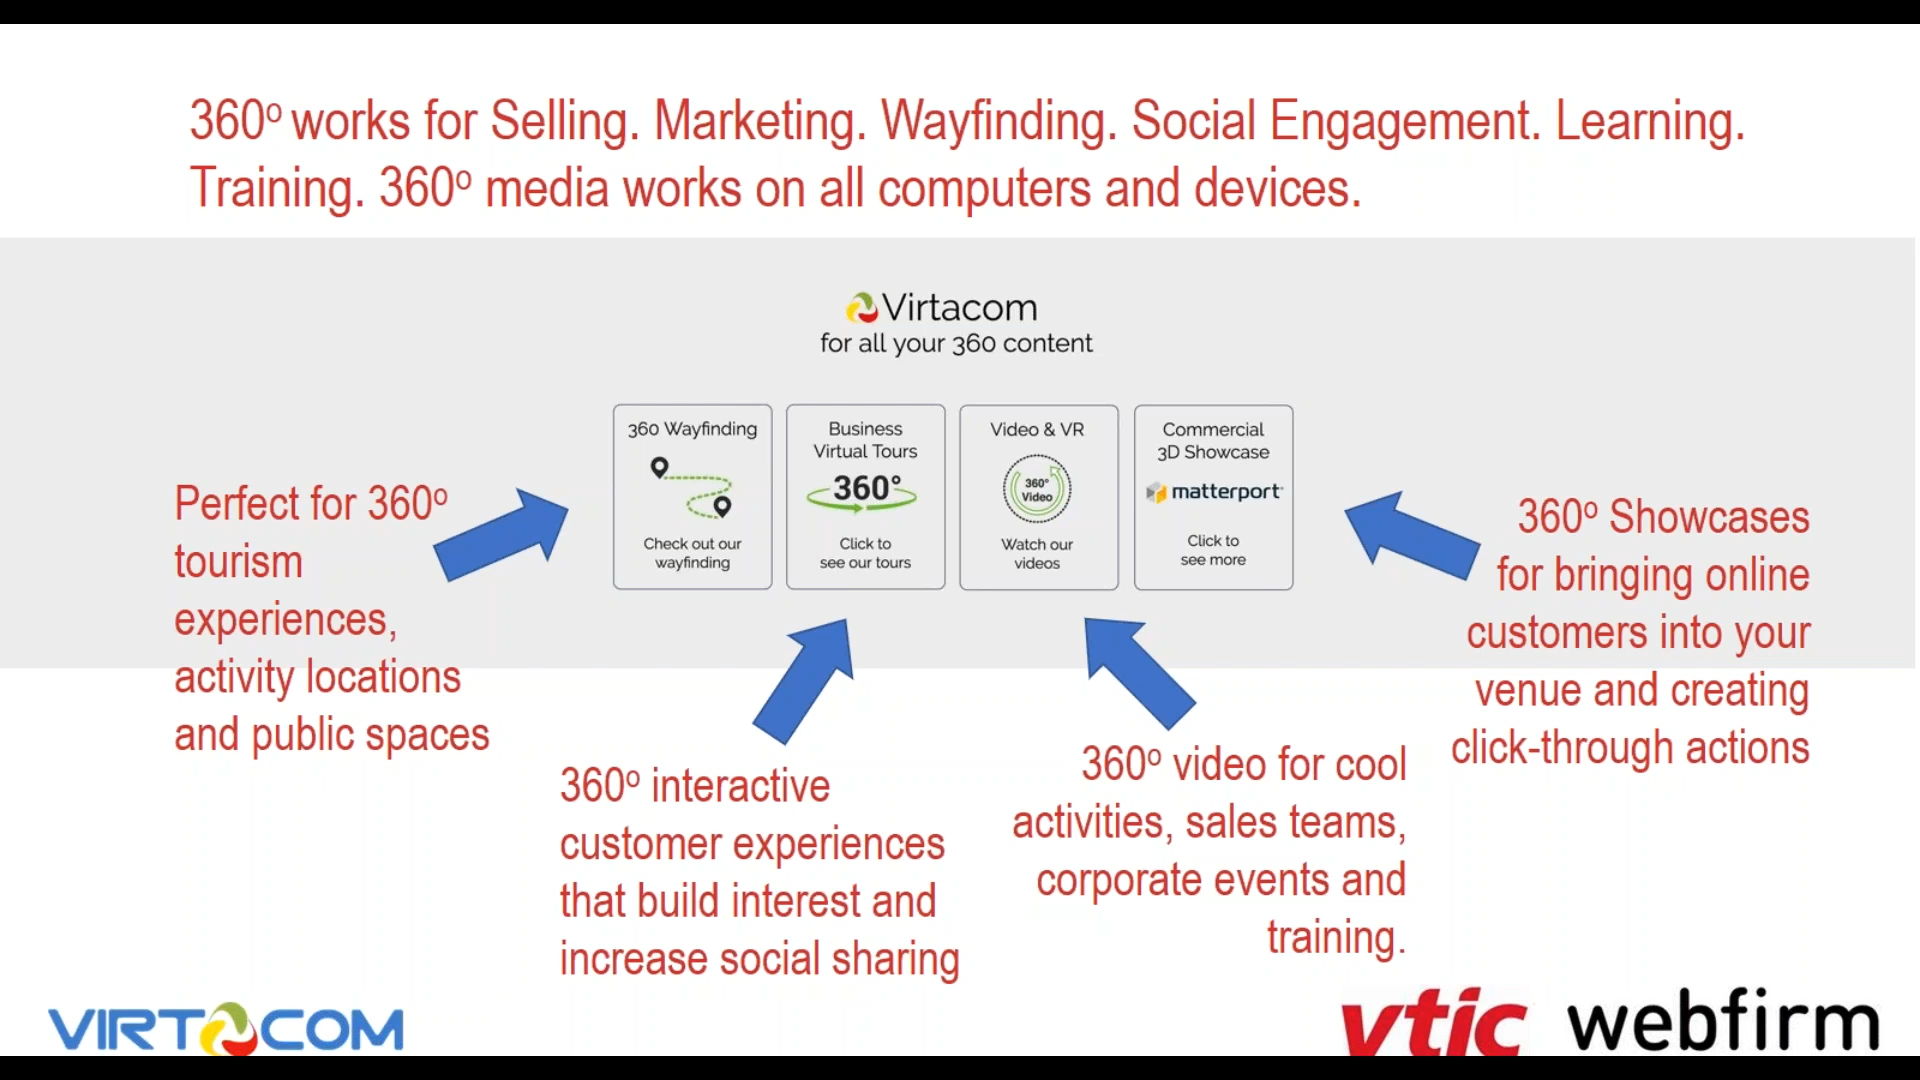 360º works for Selling. Marketing. Wayfinding. Social Engagement. Learning.
Training. 360º media works on all computers and devices.
Virtacom
for all your 360 content
360 Wayfinding
Check out our
wayfinding
Business
Virtual Tours
360°
Click to
see our tours
Video & VR
360°
Video
Watch our
videos
Commercial
3D Showcase
matterport
Click to
see more
Perfect for 360º
tourism
experiences,
activity locations
and public spaces
360º interactive
customer experiences
that build interest and
increase social sharing
360º video for cool
activities, sales teams,
corporate events and
training.
360º Showcases
for bringing online
customers into your
venue and creating
click-through actions
VIRTACOM
vtic
webfirm